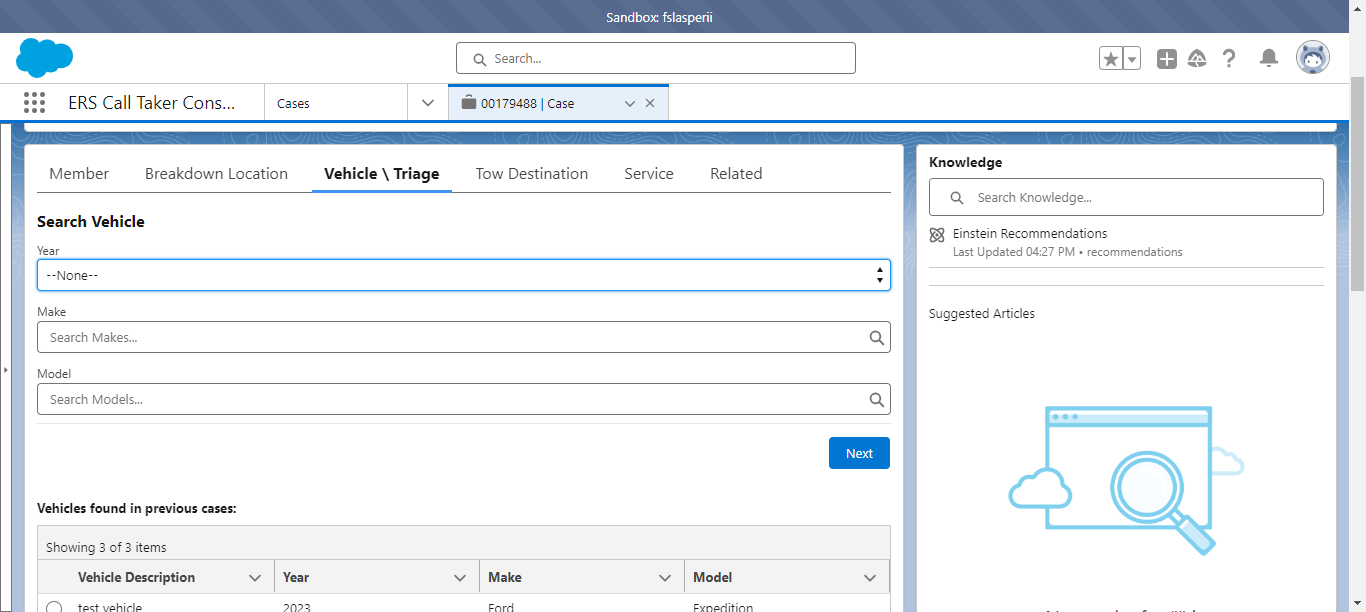 Sandbox: fslasperii
Search...
ERS Call Taker Cons...
Cases
00179488 | Case
Member
Breakdown Location
Vehicle \ Triage
Tow Destination
Service
Related
Search Vehicle
Year
--None--
Make
Search Makes...
Model
Search Models...
Next
Vehicles found in previous cases:
Showing 3 of 3 items
Vehicle Description
Year
Make
Model
test vehicle
2023
Ford
Expedition
Knowledge
Search Knowledge...
Einstein Recommendations
Last Updated 04:27 PM • recommendations
Suggested Articles